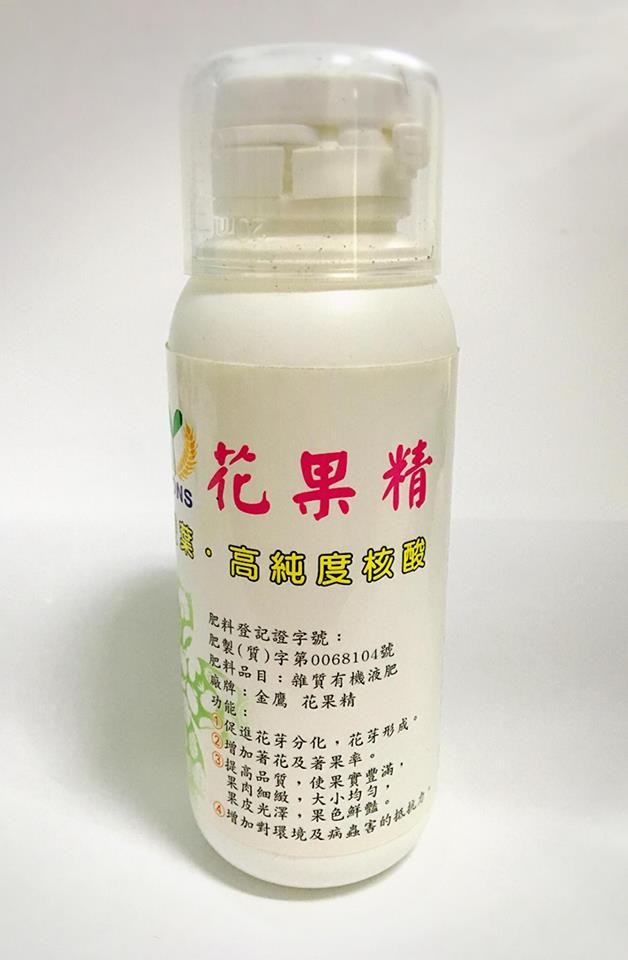 20ml
NS
花果精
葉・高純度核酸
肥料登記證字號：
肥製(質)字第0068104號
肥料品目：雜質有機液肥
廠牌：金鷹 花果精
功能：
①促進花芽分化，花芽形成。
②增加著花及著果率。
③提高品質，使果實豐滿，
果肉細緻，大小均勻，
果皮光澤，果色鮮豔。
④增加對環境及病蟲害的抵抗力。